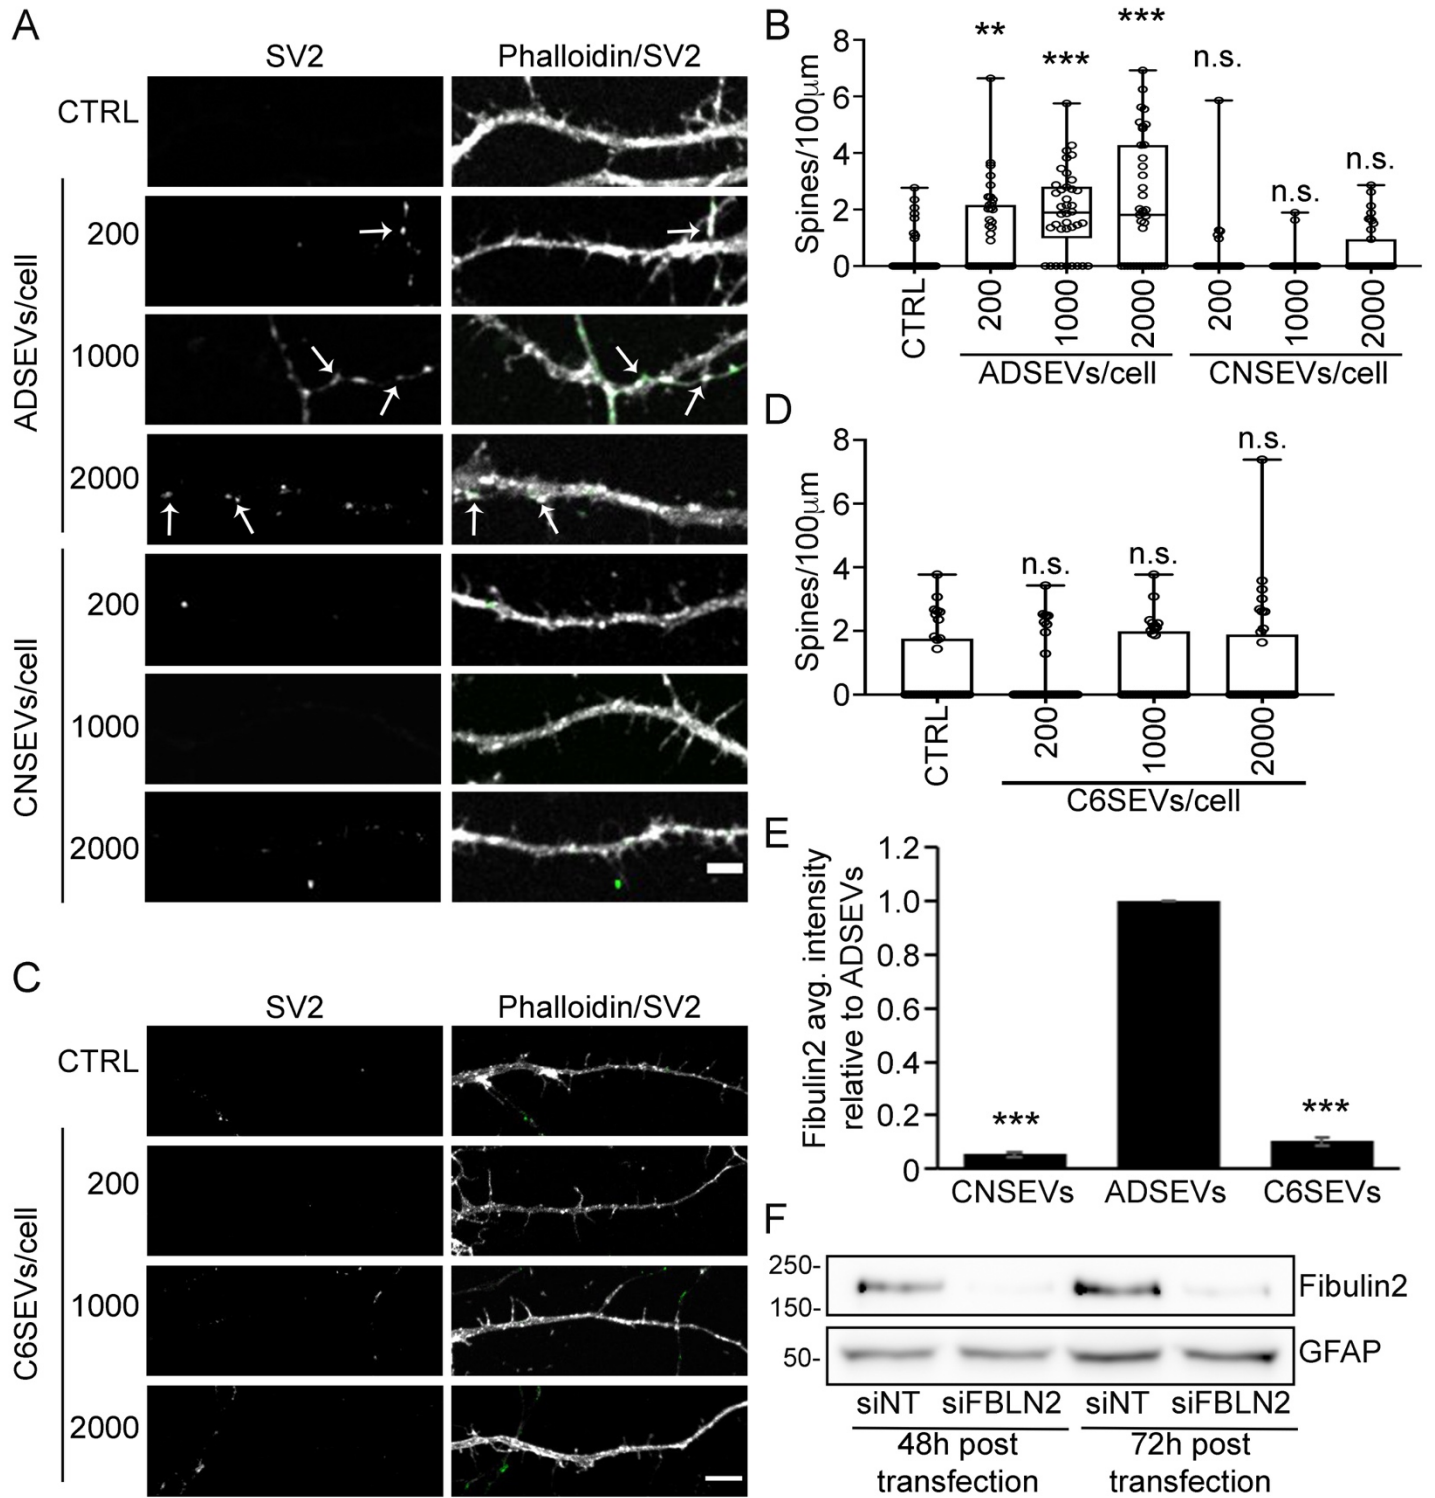 A
SV2
Phalloidin/SV2
CTRL
200
1000
2000
ADSEVs/cell
200
1000
2000
CNSEVs/cell
B
Spines/100μm
8
6
4
2
0
**
***
***
n.s.
n.s.
n.s.
CTRL
200
1000
2000
200
1000
2000
ADSEVs/cell
CNSEVs/cell
C
SV2
Phalloidin/SV2
CTRL
200
1000
2000
C6SEVs/cell
D
Spines/100μm
8
6
4
2
0
n.s.
n.s.
n.s.
CTRL
200
1000
2000
C6SEVs/cell
E
Fibulin2 avg. intensity
relative to ADSEVs
1.2
1.0
0.8
0.6
0.4
0.2
0
***
***
CNSEVs
ADSEVs
C6SEVs
F
250-
150-
Fibulin2
50-
GFAP
siNT
siFBLN2
siNT
siFBLN2
48h post
transfection
72h post
transfection